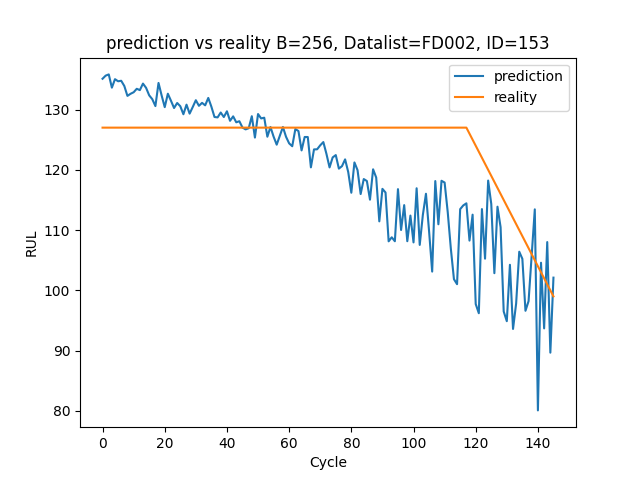 prediction vs reality B=256, Datalist=FD002, ID=153
prediction
reality
RUL
130
120
110
100
90
80
0 20 40 60 80 100 120 140
Cycle